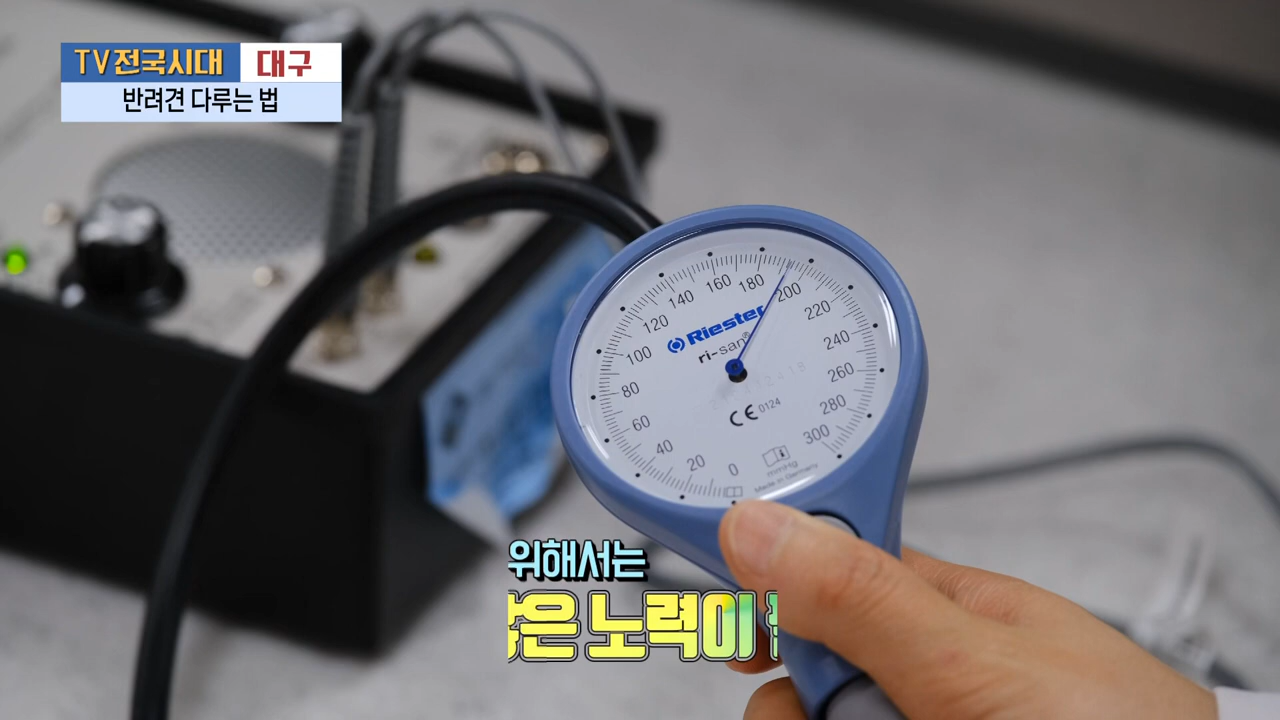 TV전국시대 대구
반려견 다루는 법
180
160
200
140
220
120
Riester
240
ri-san®
100
260
80
CE 0124
280
60
300
40
20
0
mmHg
Made in Germany
위해서는
은 노력이